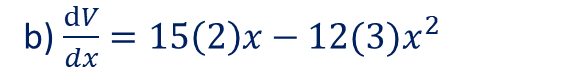 b) dV/dx = 15(2)x − 12(3)x²